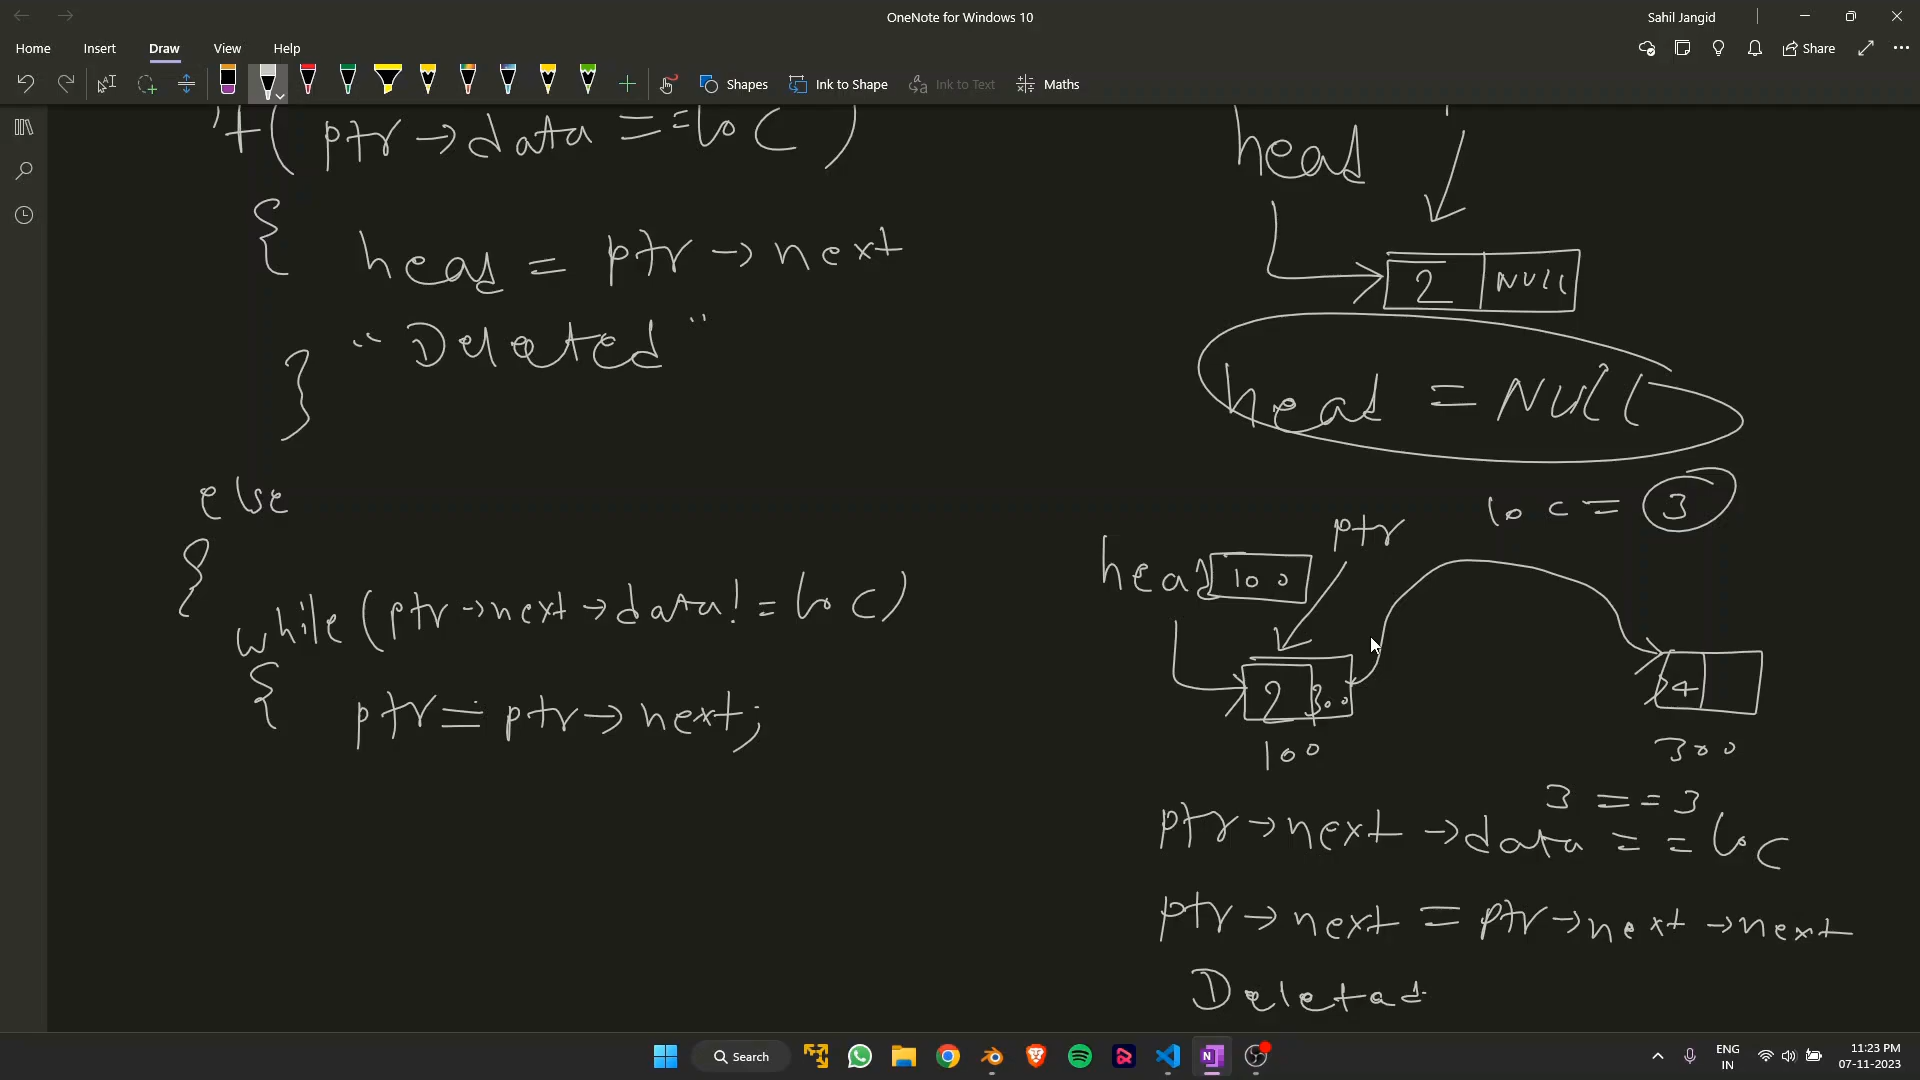 OneNote for Windows 10
Sahil Jangid
Home Insert Draw View Help
Share
Shapes Ink to Shape Ink to Text Maths
if( ptr→data ==loc )
{ head = ptr → next
"Deleted"
}
else
{
while (ptr→next→data! = loc)
{ ptr = ptr → next;
head
2 NULL
head = NULL
loc = 3
ptr
head 100
2 300
4
100
300
3 == 3
ptr→next →data == loc
ptr→next = ptr→next →next
Deleted
Search
ENG
IN
11:23 PM
07-11-2023